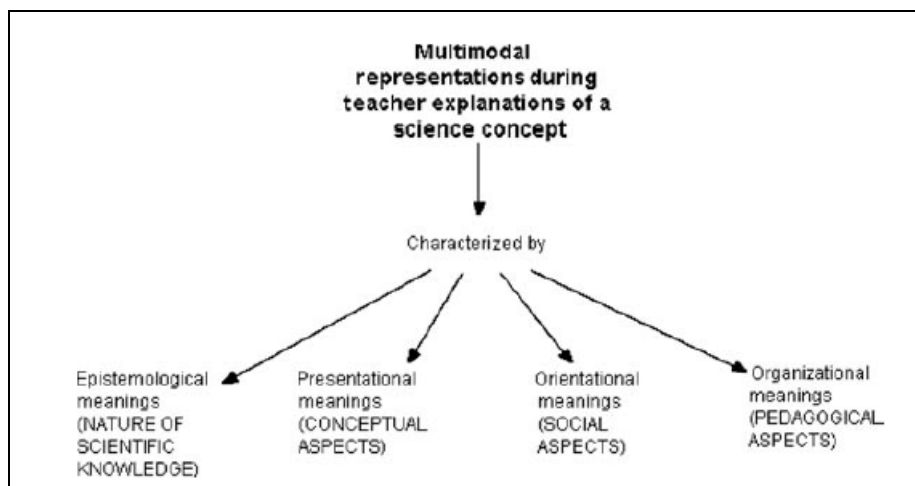 Multimodal
representations during
teacher explanations of a
science concept
Characterized by
Epistemological
meanings
(NATURE OF
SCIENTIFIC
KNOWLEDGE)
Presentational
meanings
(CONCEPTUAL
ASPECTS)
Orientational
meanings
(SOCIAL
ASPECTS)
Organizational
meanings
(PEDAGOGICAL
ASPECTS)